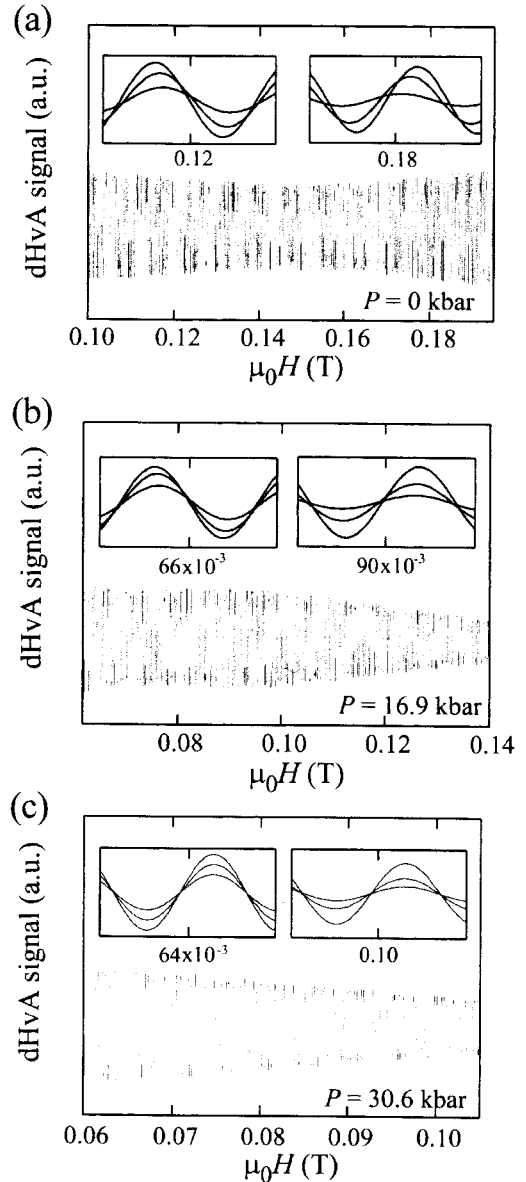 (a)
dHvA signal (a.u.)
0.12
0.18
P = 0 kbar
0.10 0.12 0.14 0.16 0.18
μ₀H (T)
(b)
dHvA signal (a.u.)
66x10⁻³
90x10⁻³
P = 16.9 kbar
0.08 0.10 0.12 0.14
μ₀H (T)
(c)
dHvA signal (a.u.)
64x10⁻³
0.10
P = 30.6 kbar
0.06 0.07 0.08 0.09 0.10
μ₀H (T)